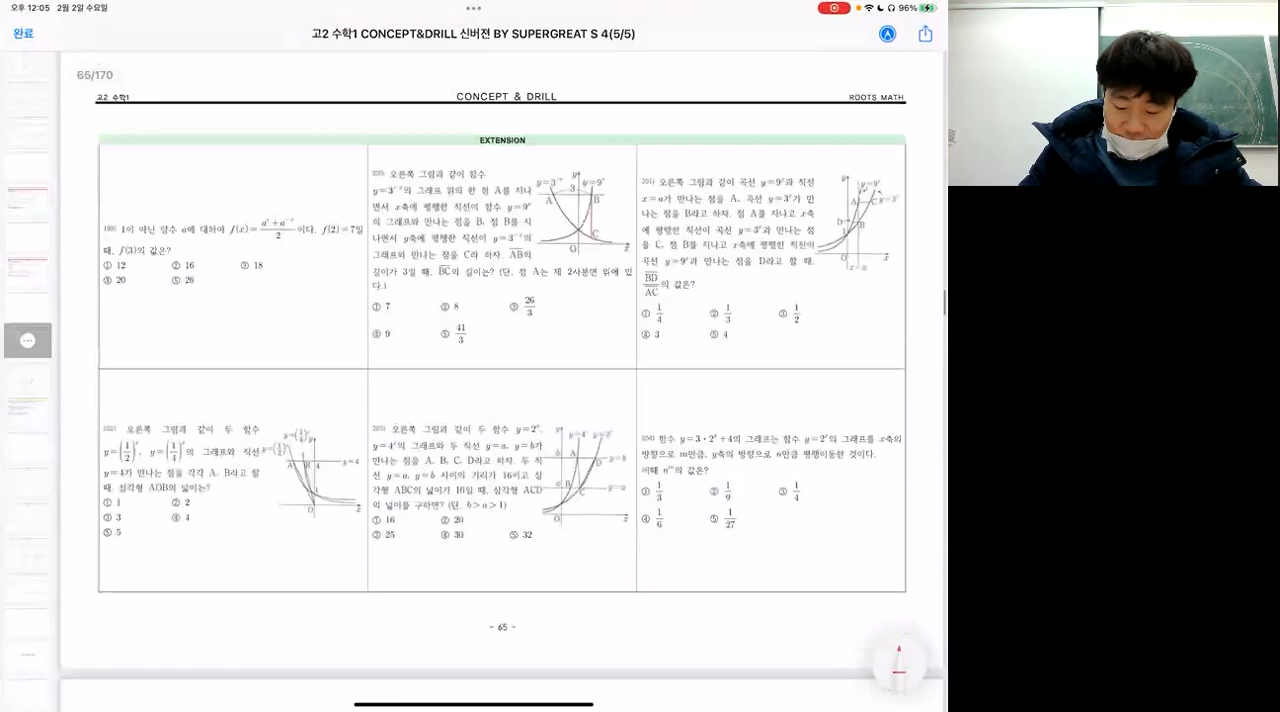 오후 12:05 2월 2일 수요일
96%
완료
고2 수학1 CONCEPT&DRILL 신버젼 BY SUPERGREAT S 4(5/5)
65/170
고2 수학1
CONCEPT & DRILL
ROOTS MATH
EXTENSION
199) 1이 아닌 양수 a에 대하여 f(x)=(a^x+a^{-x})/2 이다. f(2)=7일
때, f(3)의 값은?
① 12 ② 16 ③ 18
④ 20 ⑤ 26
200) 오른쪽 그림과 같이 함수
y=3^{-x}의 그래프 위의 한 점 A를 지나
면서 x축에 평행한 직선이 함수 y=9^x
의 그래프와 만나는 점을 B, 점 B를 지
나면서 y축에 평행한 직선이 y=3^{-x}의
그래프와 만나는 점을 C라 하자. AB의
길이가 3일 때, BC의 길이는? (단, 점 A는 제 2사분면 위에 있
다.)
① 7 ② 8 ③ 26/3
④ 9 ⑤ 41/3
y=3^{-x} y y=9^x
3
A B
C
O x
201) 오른쪽 그림과 같이 곡선 y=9^x과 직선
x=a가 만나는 점을 A, 곡선 y=3^x가 만
나는 점을 B라고 하자. 점 A를 지나고 x축
에 평행한 직선이 곡선 y=3^x과 만나는 점
을 C, 점 B를 지나고 x축에 평행한 직선이
곡선 y=9^x과 만나는 점을 D라고 할 때,
BD/AC의 값은?
① 1/4 ② 1/3 ③ 1/2
④ 3 ⑤ 4
y y=9^x
A C y=3^x
D B
1
O x
x=a
202) 오른쪽 그림과 같이 두 함수
y=(1/2)^x, y=(1/4)^x의 그래프와 직선
y=4가 만나는 점을 각각 A, B라고 할
때, 삼각형 AOB의 넓이는?
① 1 ② 2
③ 3 ④ 4
⑤ 5
y=(1/4)^x y
A B 4 y=4
O x
203) 오른쪽 그림과 같이 두 함수 y=2^x,
y=4^x의 그래프와 두 직선 y=a, y=b가
만나는 점을 A, B, C, D라고 하자. 두 직
선 y=a, y=b 사이의 거리가 16이고 삼
각형 ABC의 넓이가 16일 때, 삼각형 ACD
의 넓이를 구하면? (단, b>a>1)
① 16 ② 20
③ 25 ④ 30 ⑤ 32
y y=4^x y=2^x
b A D y=b
a B C y=a
O x
204) 함수 y=3·2^x+4의 그래프는 함수 y=2^x의 그래프를 x축의
방향으로 m만큼, y축의 방향으로 n만큼 평행이동한 것이다.
이때 n^m의 값은?
① 1/3 ② 1/9 ③ 1/4
④ 1/6 ⑤ 1/27
- 65 -